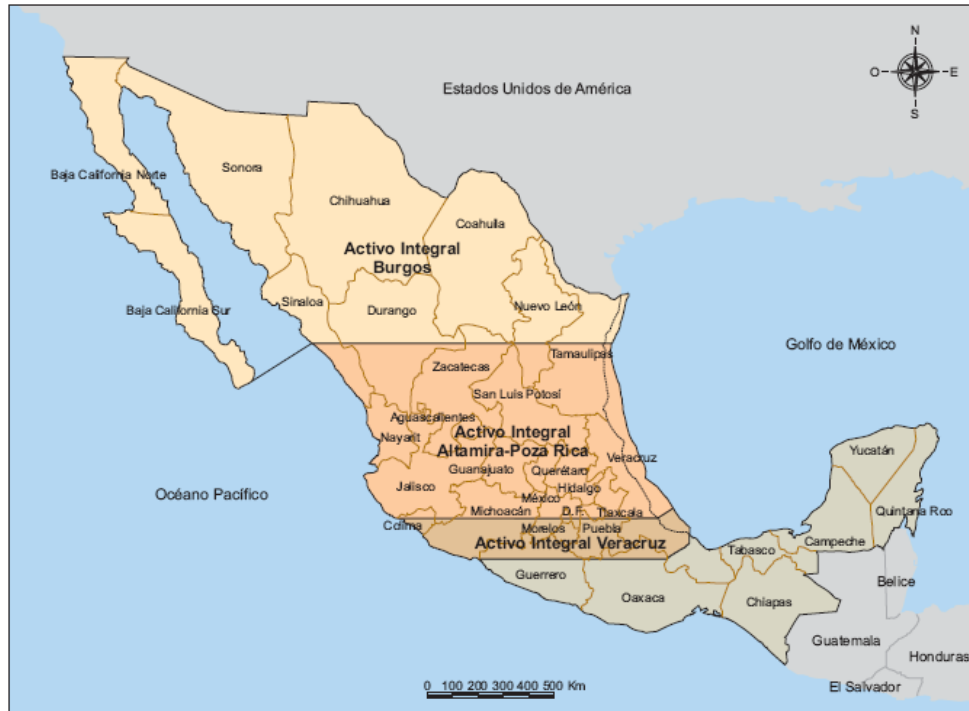 N
O
E
S
Estados Unidos de América
Baja California Norte
Sonora
Chihuahua
Coahuila
Activo Integral
Burgos
Baja California Sur
Sinaloa
Durango
Nuevo León
Golfo de México
Zacatecas
Tamaulipas
San Luis Potosí
Aguascalientes
Nayarit
Activo Integral
Altamira-Poza Rica
Veracruz
Guanajuato
Querétaro
Hidalgo
Jalisco
México
Michoacán
D.F.
Tlaxcala
Océano Pacífico
Yucatán
Quintana Roo
Colima
Morelos
Puebla
Activo Integral Veracruz
Campeche
Tabasco
Guerrero
Oaxaca
Chiapas
Belice
Guatemala
Honduras
El Salvador
0 100 200 300 400 500 Km